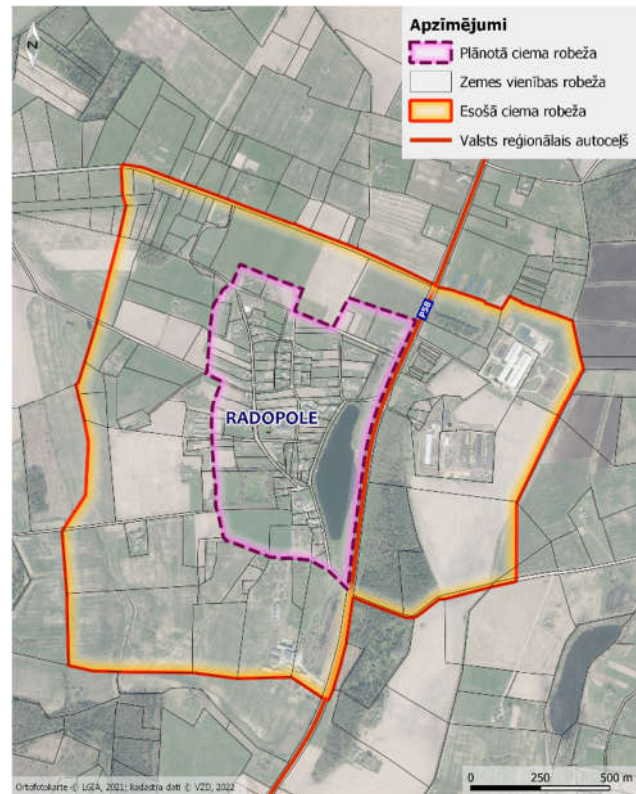 Apzīmējumi
Plānotā ciema robeža
Zemes vienības robeža
Esošā ciema robeža
Valsts reģionālais autoceļš
N
P58
RADOPOLE
Ortofotokarte © LĢIA, 2021; kadastra dati © VZD, 2022
0 250 500 m